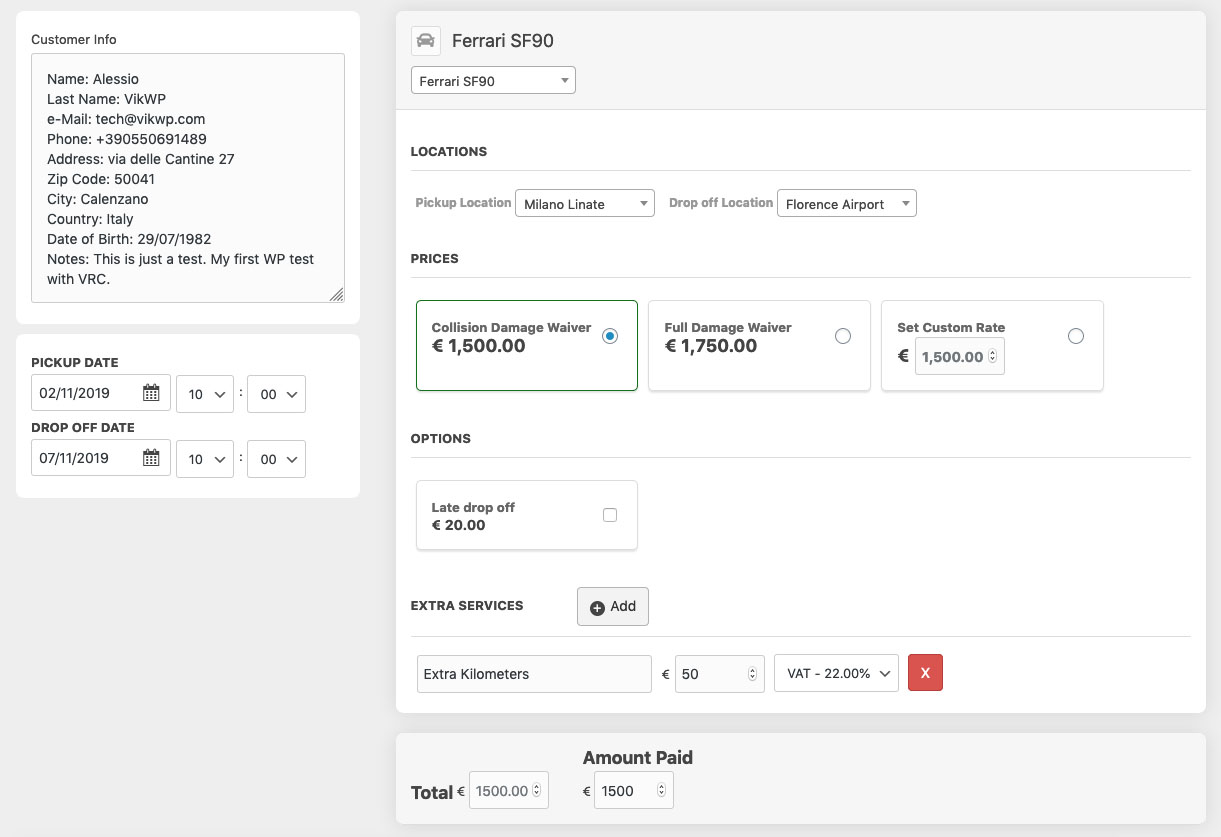 Customer Info
Name: Alessio
Last Name: VikWP
e-Mail: tech@vikwp.com
Phone: +390550691489
Address: via delle Cantine 27
Zip Code: 50041
City: Calenzano
Country: Italy
Date of Birth: 29/07/1982
Notes: This is just a test. My first WP test
with VRC.
PICKUP DATE
02/11/2019 10 : 00
DROP OFF DATE
07/11/2019 10 : 00
Ferrari SF90
Ferrari SF90
LOCATIONS
Pickup Location Milano Linate Drop off Location Florence Airport
PRICES
Collision Damage Waiver
€ 1,500.00
Full Damage Waiver
€ 1,750.00
Set Custom Rate
€ 1,500.00
OPTIONS
Late drop off
€ 20.00
EXTRA SERVICES Add
Extra Kilometers € 50 VAT - 22.00% X
Amount Paid
Total € 1500.00 € 1500